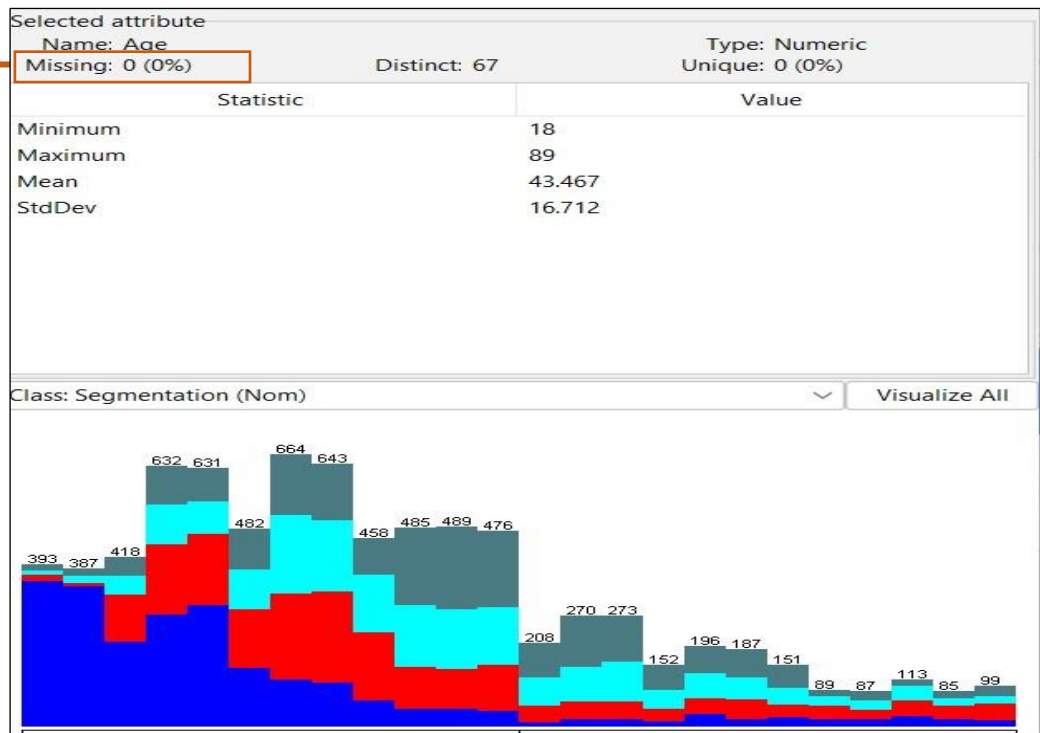 Selected attribute
Name: Age Type: Numeric
Missing: 0 (0%) Distinct: 67 Unique: 0 (0%)
Statistic Value
Minimum 18
Maximum 89
Mean 43.467
StdDev 16.712
Class: Segmentation (Nom) Visualize All
393 387 418 632 631 482 664 643 458 485 489 476 208 270 273 152 196 187 151 89 87 113 85 99